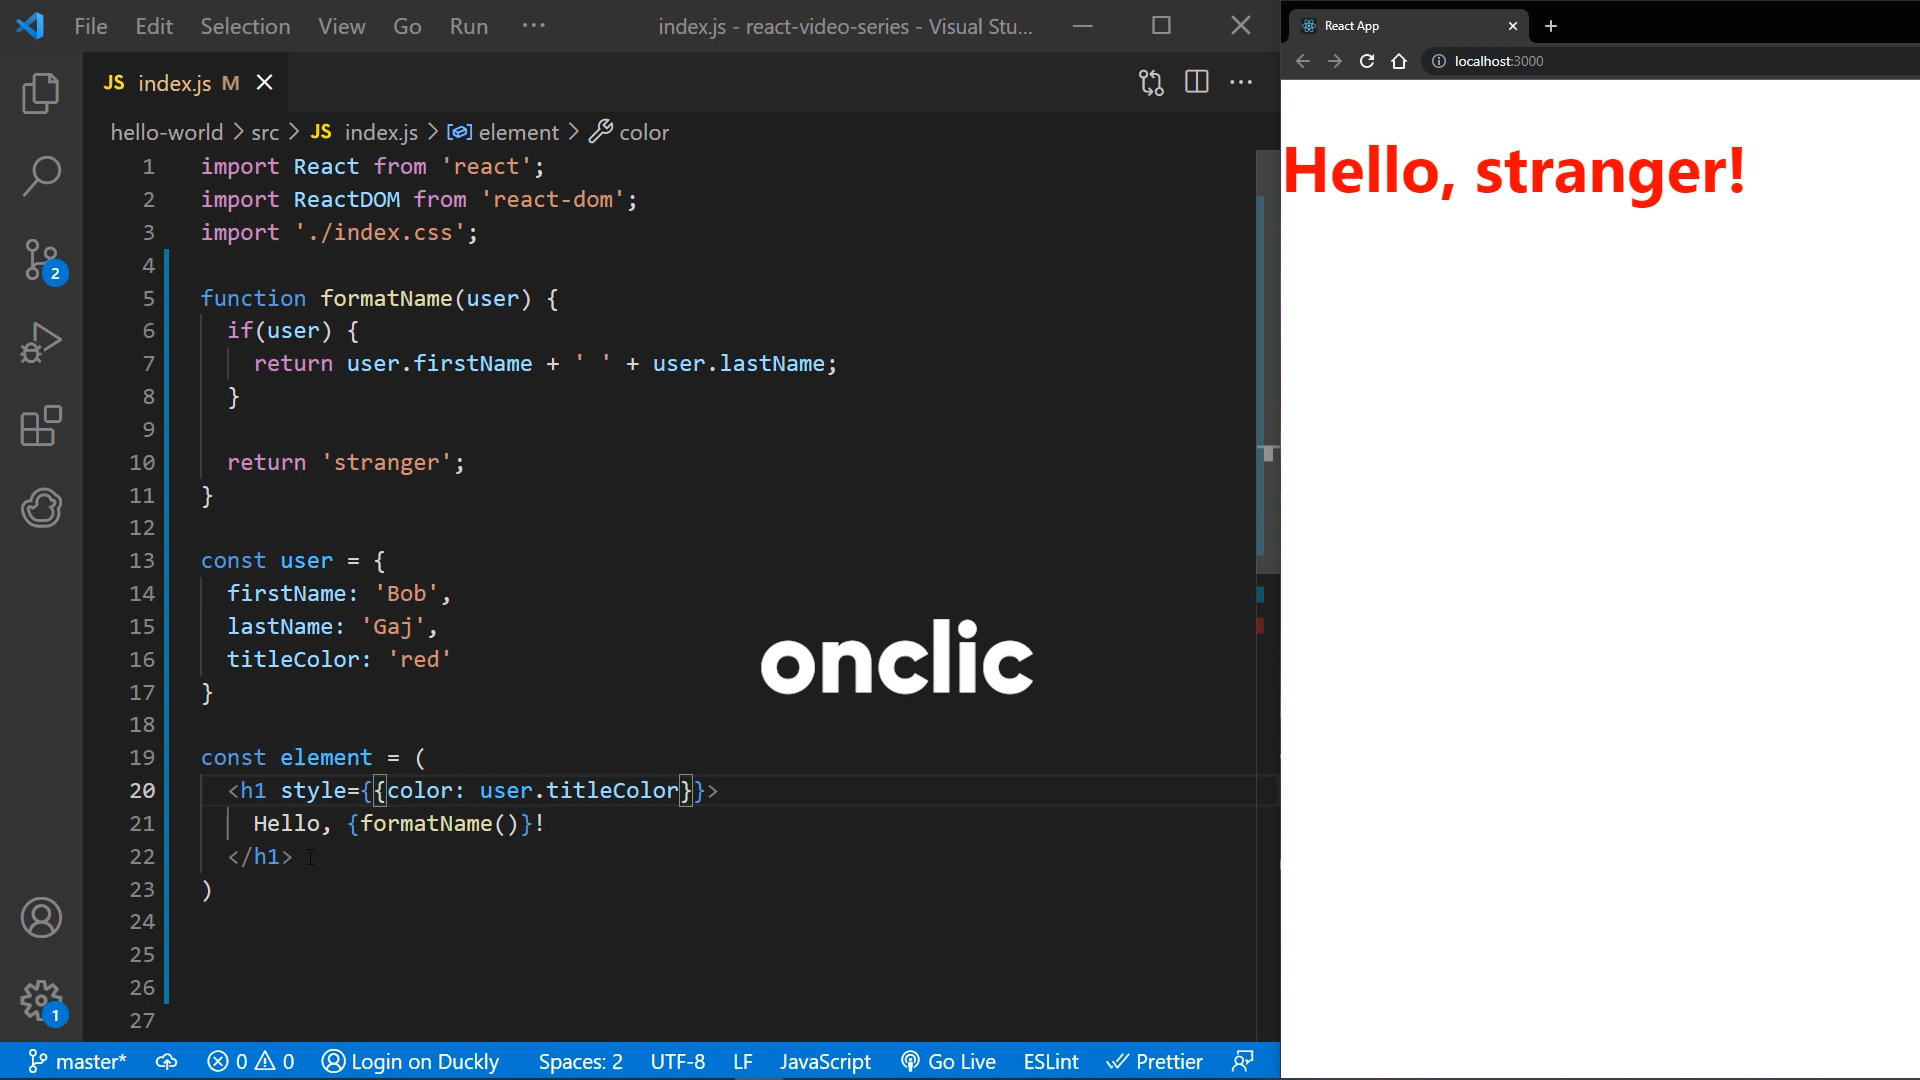 File Edit Selection View Go Run ··· index.js - react-video-series - Visual Stu...
JS index.js M
hello-world > src > JS index.js > element > color
1 import React from 'react';
2 import ReactDOM from 'react-dom';
3 import './index.css';
4
5 function formatName(user) {
6 if(user) {
7 return user.firstName + ' ' + user.lastName;
8 }
9
10 return 'stranger';
11 }
12
13 const user = {
14 firstName: 'Bob',
15 lastName: 'Gaj',
16 titleColor: 'red'
17 }
18
19 const element = (
20 <h1 style={{color: user.titleColor}}>
21 Hello, {formatName()}!
22 </h1>
23 )
24
25
26
27
onclic
2
1
master* 0 0 Login on Duckly Spaces: 2 UTF-8 LF JavaScript Go Live ESLint Prettier
React App
localhost:3000
Hello, stranger!